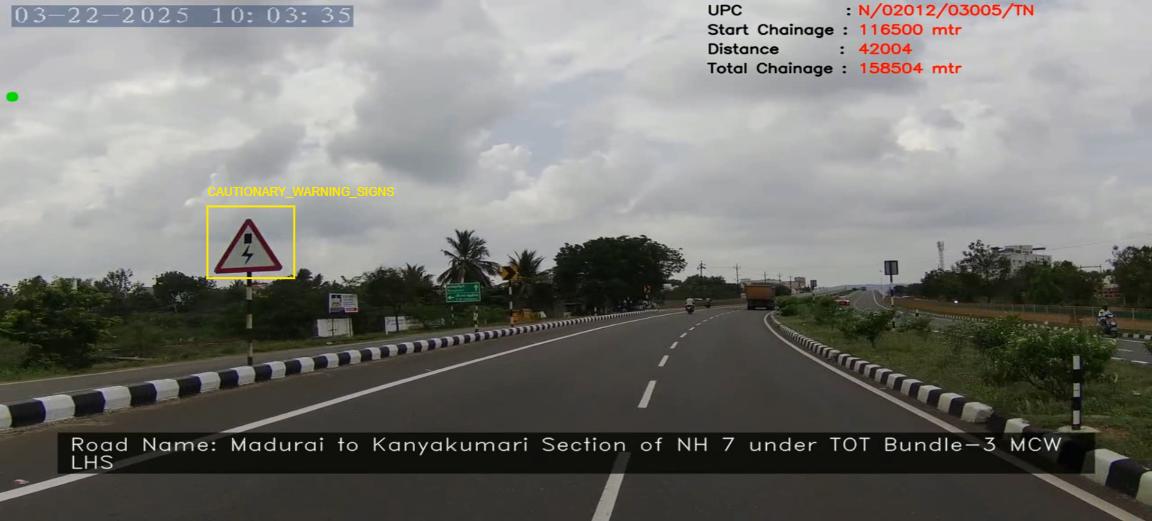 03-22-2025 10:03:35
UPC : N/02012/03005/TN
Start Chainage : 116500 mtr
Distance : 42004
Total Chainage : 158504 mtr
CAUTIONARY_WARNING_SIGNS
Road Name: Madurai to Kanyakumari Section of NH 7 under TOT Bundle-3 MCW
LHS